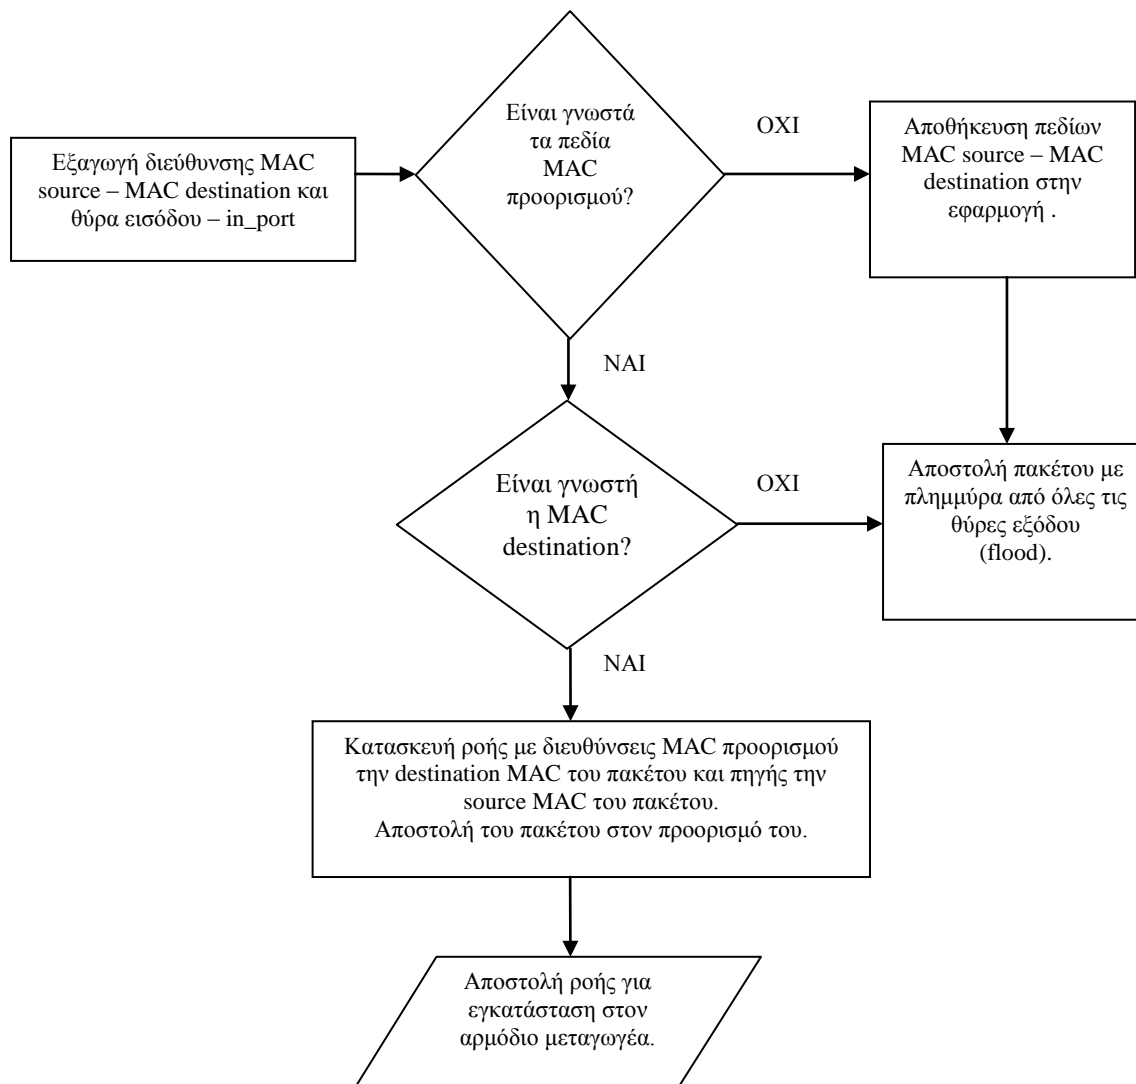 Εξαγωγή διεύθυνσης MAC
source – MAC destination και
θύρα εισόδου – in_port
Είναι γνωστά
τα πεδία
MAC
προορισμού?
ΟΧΙ
Αποθήκευση πεδίων
MAC source – MAC
destination στην
εφαρμογή .
ΝΑΙ
Είναι γνωστή
η MAC
destination?
ΟΧΙ
Αποστολή πακέτου με
πλημμύρα από όλες τις
θύρες εξόδου
(flood).
ΝΑΙ
Κατασκευή ροής με διευθύνσεις MAC προορισμού
την destination MAC του πακέτου και πηγής την
source MAC του πακέτου.
Αποστολή του πακέτου στον προορισμό του.
Αποστολή ροής για
εγκατάσταση στον
αρμόδιο μεταγωγέα.